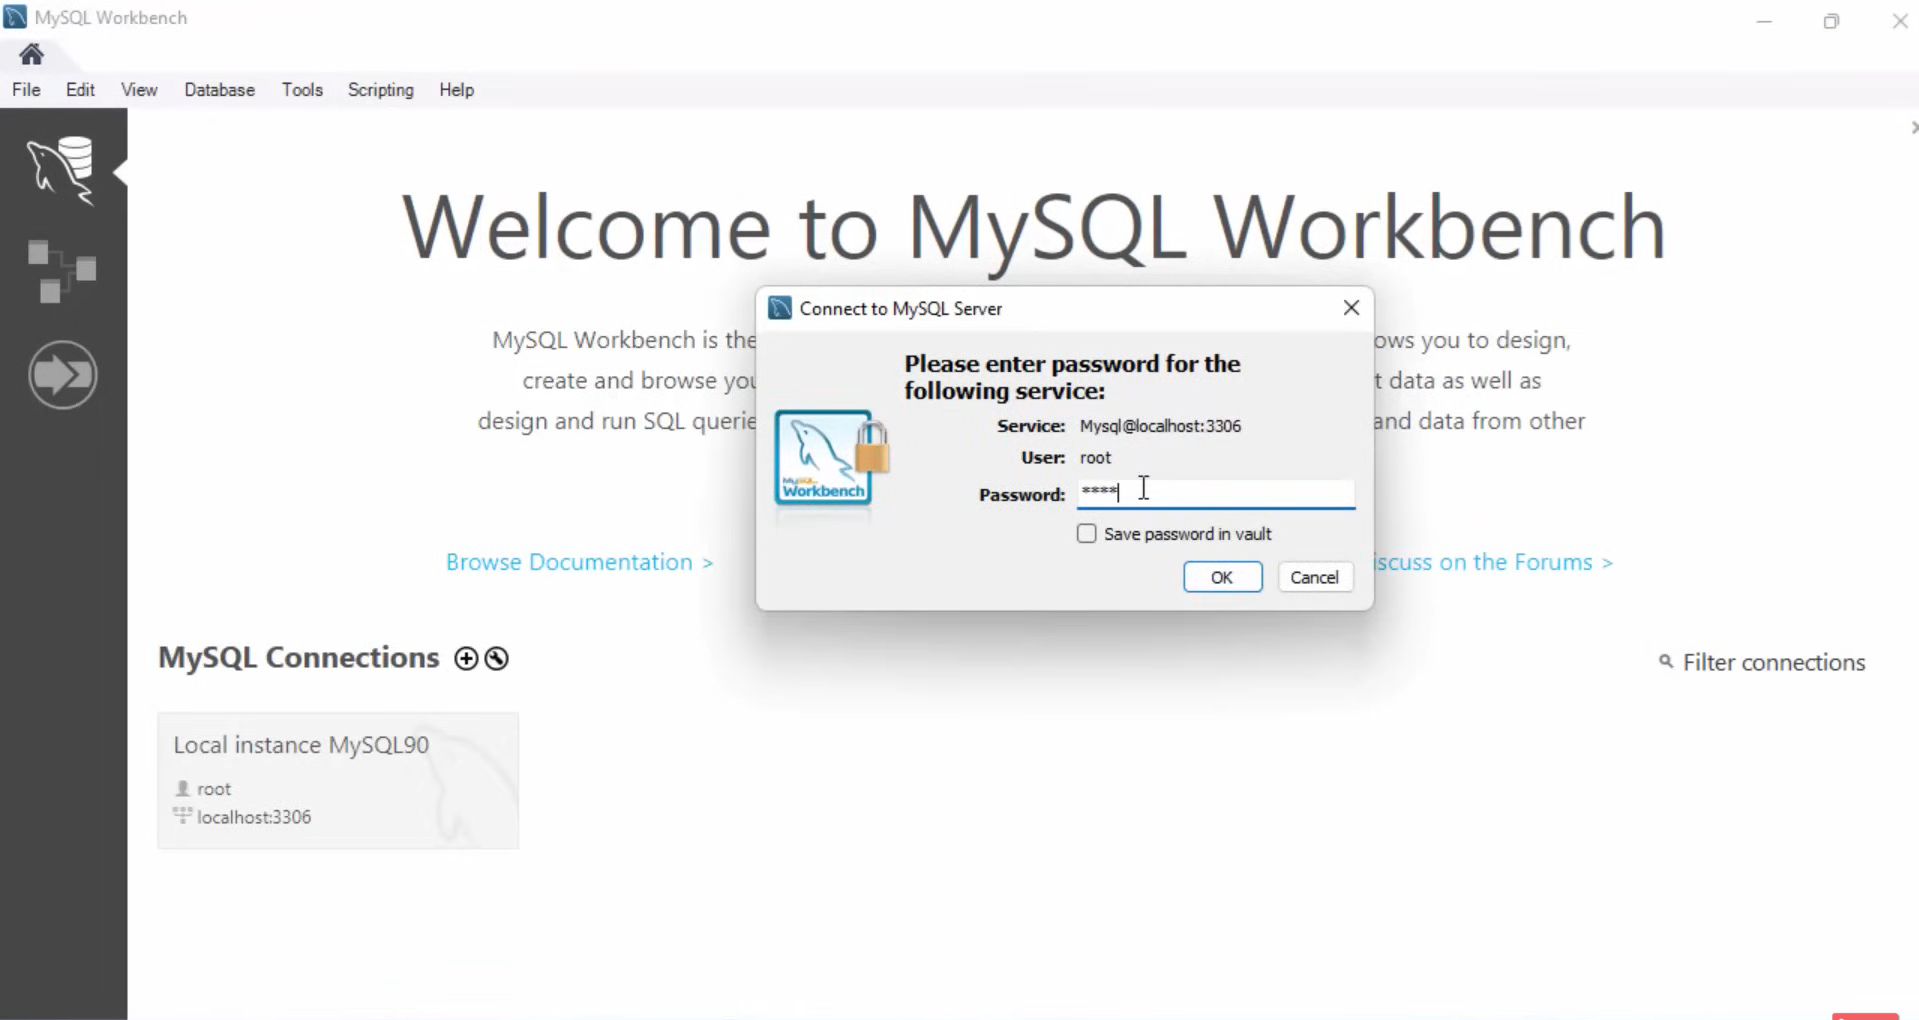 MySQL Workbench
File Edit View Database Tools Scripting Help
Welcome to MySQL Workbench
Connect to MySQL Server
Please enter password for the
following service:
MySQL Workbench is the
ows you to design,
create and browse you
t data as well as
design and run SQL querie
and data from other
Service: Mysql@localhost:3306
User: root
Password: ****
Save password in vault
OK Cancel
MySQL
Workbench
Browse Documentation >
iscuss on the Forums >
MySQL Connections
Filter connections
Local instance MySQL90
root
localhost:3306